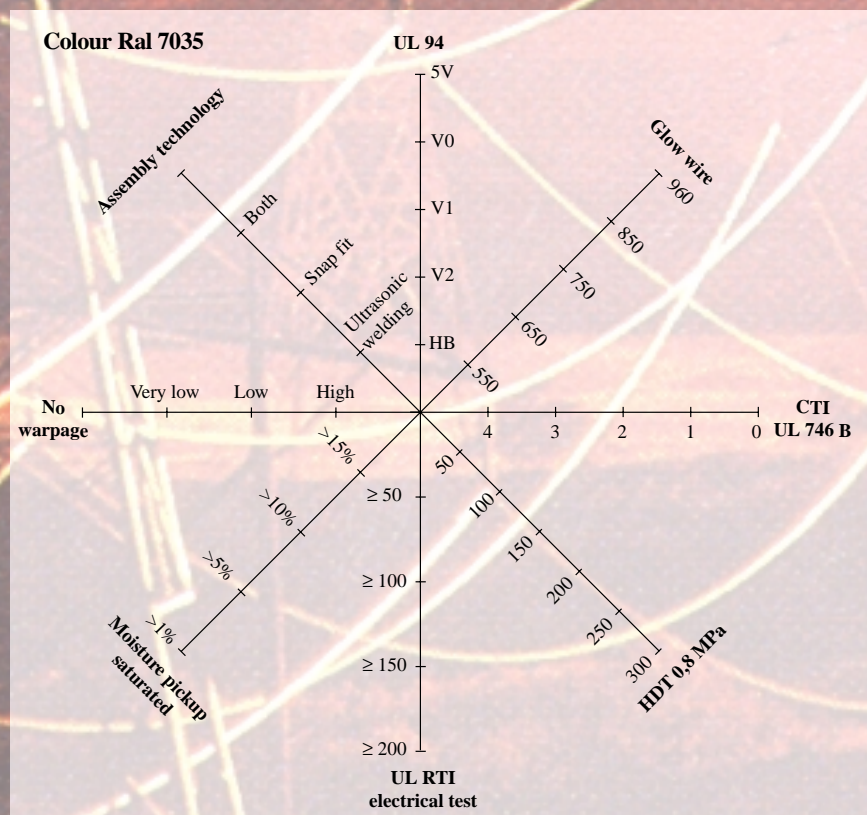 Colour Ral 7035
UL 94
5V
V0
V1
V2
HB
Assembly technology
Both
Snap fit
Ultrasonic
welding
Glow wire
960
850
750
650
550
No
warpage
Very low
Low
High
CTI
UL 746 B
4
3
2
1
0
>15%
>10%
>5%
>1%
Moisture pickup
saturated
≥ 50
≥ 100
≥ 150
≥ 200
UL RTI
electrical test
50
100
150
200
250
300
HDT 0,8 MPa